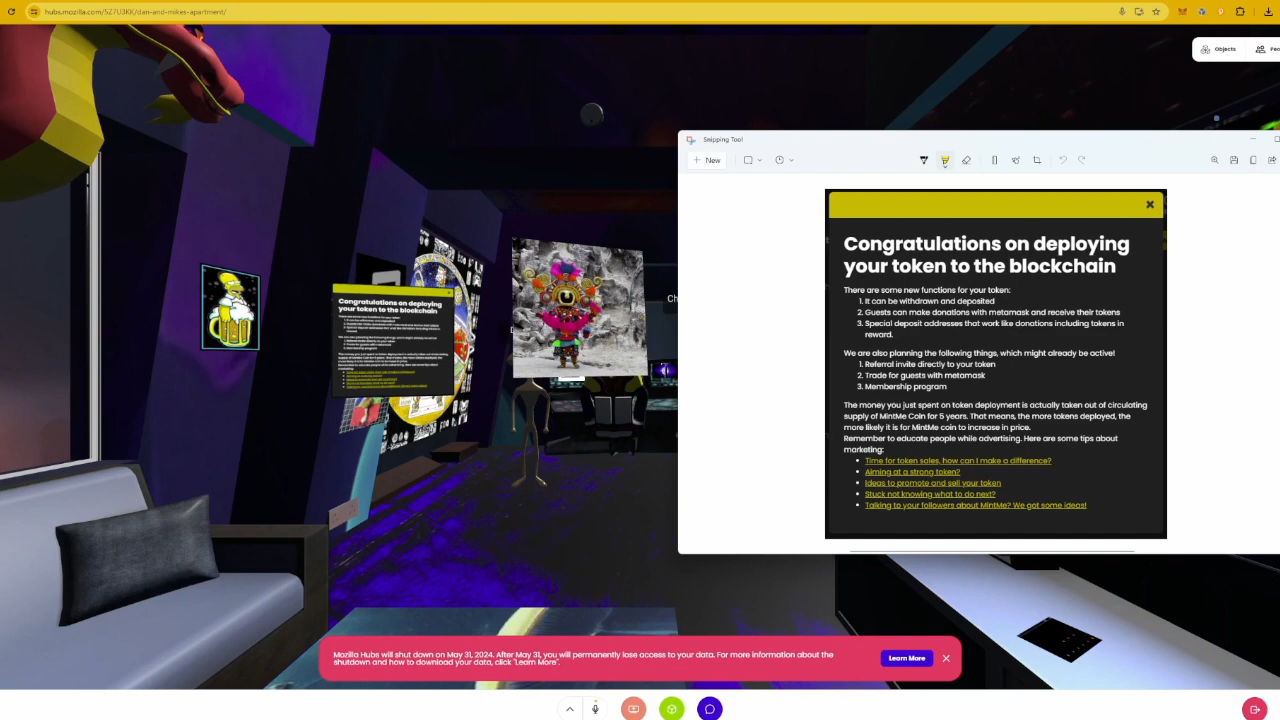 hubs.mozilla.com/5Z7U3KK/dan-and-mikes-apartment/
Objects
Peo
Snipping Tool
New
Congratulations on deploying
your token to the blockchain
There are some new functions for your token:
1. It can be withdrawn and deposited
2. Guests can make donations with metamask and receive their tokens
3. Special deposit addresses that work like donations including tokens in
reward.
We are also planning the following things, which might already be active!
1. Referral invite directly to your token
2. Trade for guests with metamask
3. Membership program
The money you just spent on token deployment is actually taken out of circulating
supply of MintMe Coin for 5 years. That means, the more tokens deployed, the
more likely it is for MintMe coin to increase in price.
Remember to educate people while advertising. Here are some tips about
marketing:
• Time for token sales, how can I make a difference?
• Aiming at a strong token?
• Ideas to promote and sell your token
• Stuck not knowing what to do next?
• Talking to your followers about MintMe? We got some ideas!
Congratulations on deploying
your token to the blockchain
Ch
Mozilla Hubs will shut down on May 31, 2024. After May 31, you will permanently lose access to your data. For more information about the
shutdown and how to download your data, click "Learn More".
Learn More